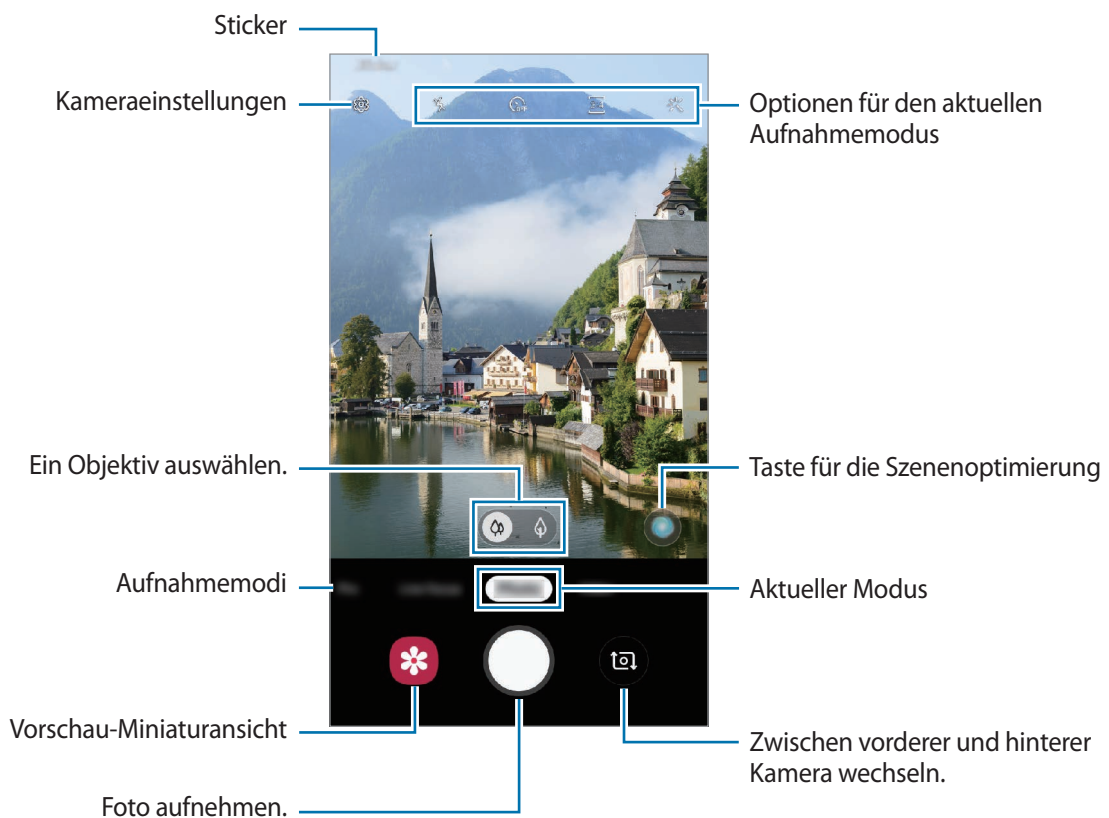 Sticker
Kameraeinstellungen
Optionen für den aktuellen
Aufnahmemodus
Ein Objektiv auswählen.
Taste für die Szenenoptimierung
Aufnahmemodi
Aktueller Modus
Vorschau-Miniaturansicht
Zwischen vorderer und hinterer
Kamera wechseln.
Foto aufnehmen.